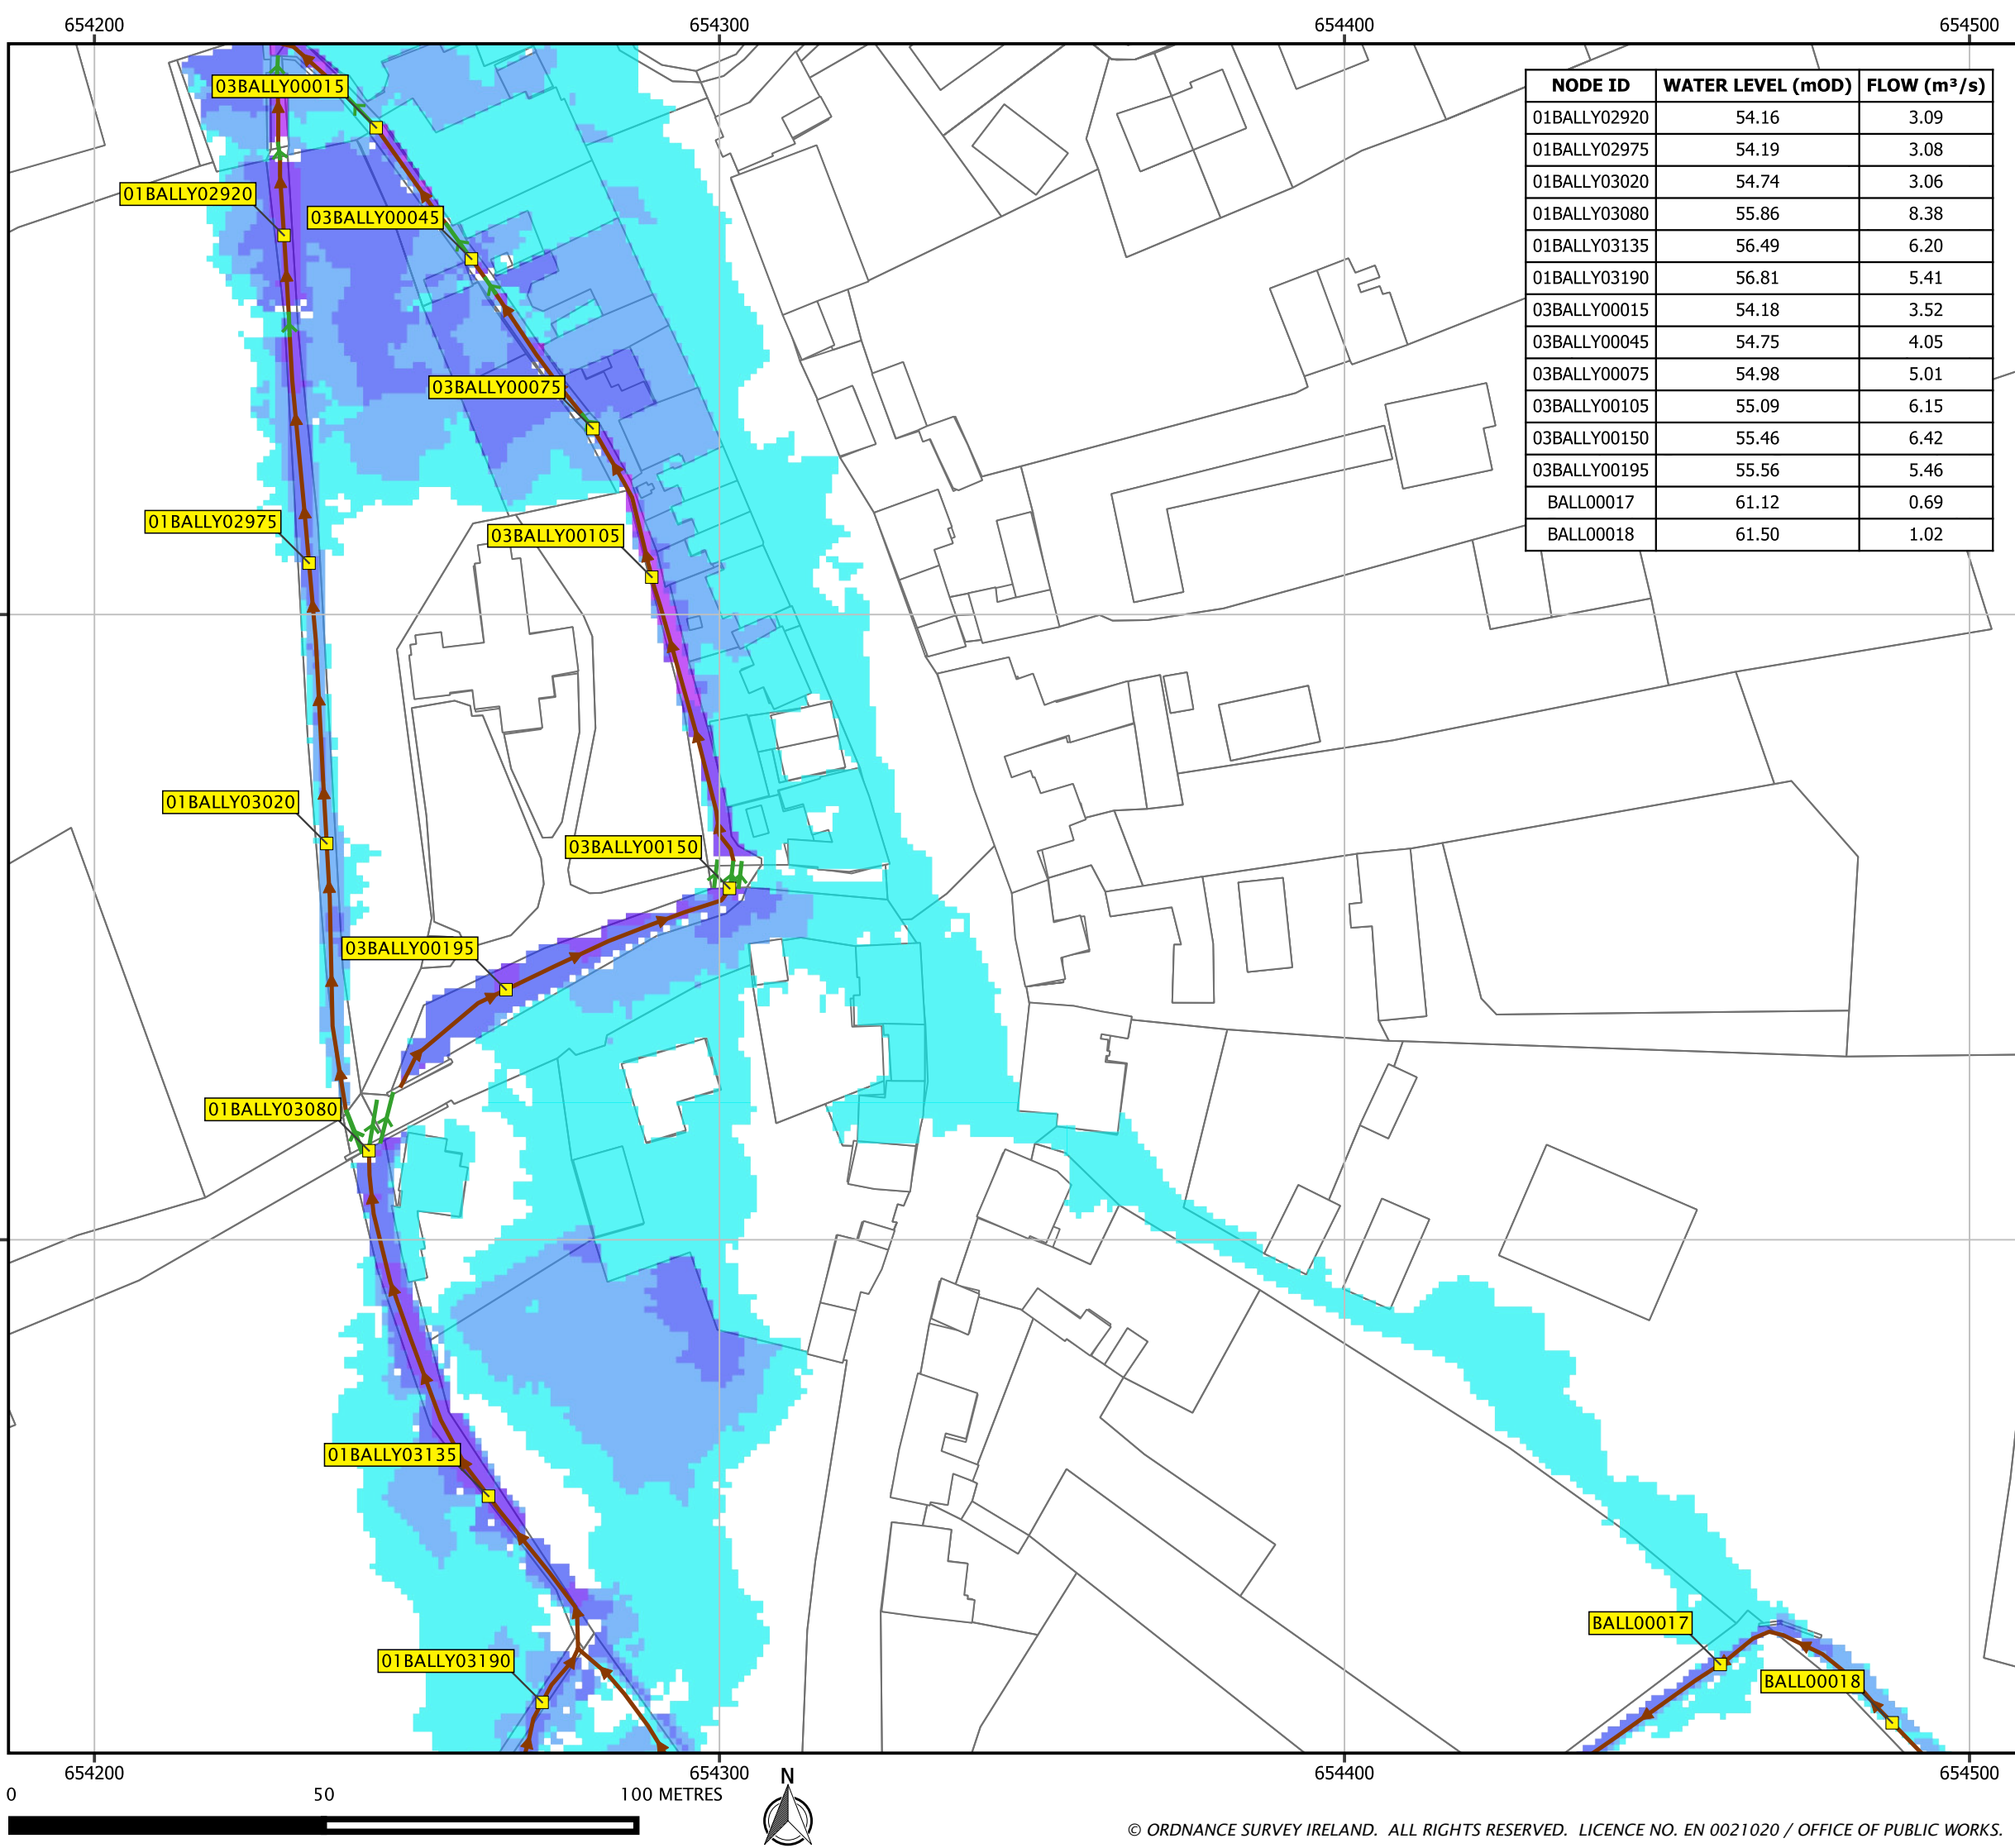 654200 654300 654400 654500
NODE ID WATER LEVEL (mOD) FLOW (m³/s)
01BALLY02920 54.16 3.09
01BALLY02975 54.19 3.08
01BALLY03020 54.74 3.06
01BALLY03080 55.86 8.38
01BALLY03135 56.49 6.20
01BALLY03190 56.81 5.41
03BALLY00015 54.18 3.52
03BALLY00045 54.75 4.05
03BALLY00075 54.98 5.01
03BALLY00105 55.09 6.15
03BALLY00150 55.46 6.42
03BALLY00195 55.56 5.46
BALL00017 61.12 0.69
BALL00018 61.50 1.02
03BALLY00015
01BALLY02920
03BALLY00045
03BALLY00075
01BALLY02975
03BALLY00105
01BALLY03020
03BALLY00150
03BALLY00195
01BALLY03080
01BALLY03135
BALL00017
01BALLY03190
BALL00018
654200 654300 654400 654500
0 50 100 METRES
N
© ORDNANCE SURVEY IRELAND. ALL RIGHTS RESERVED. LICENCE NO. EN 0021020 / OFFICE OF PUBLIC WORKS.